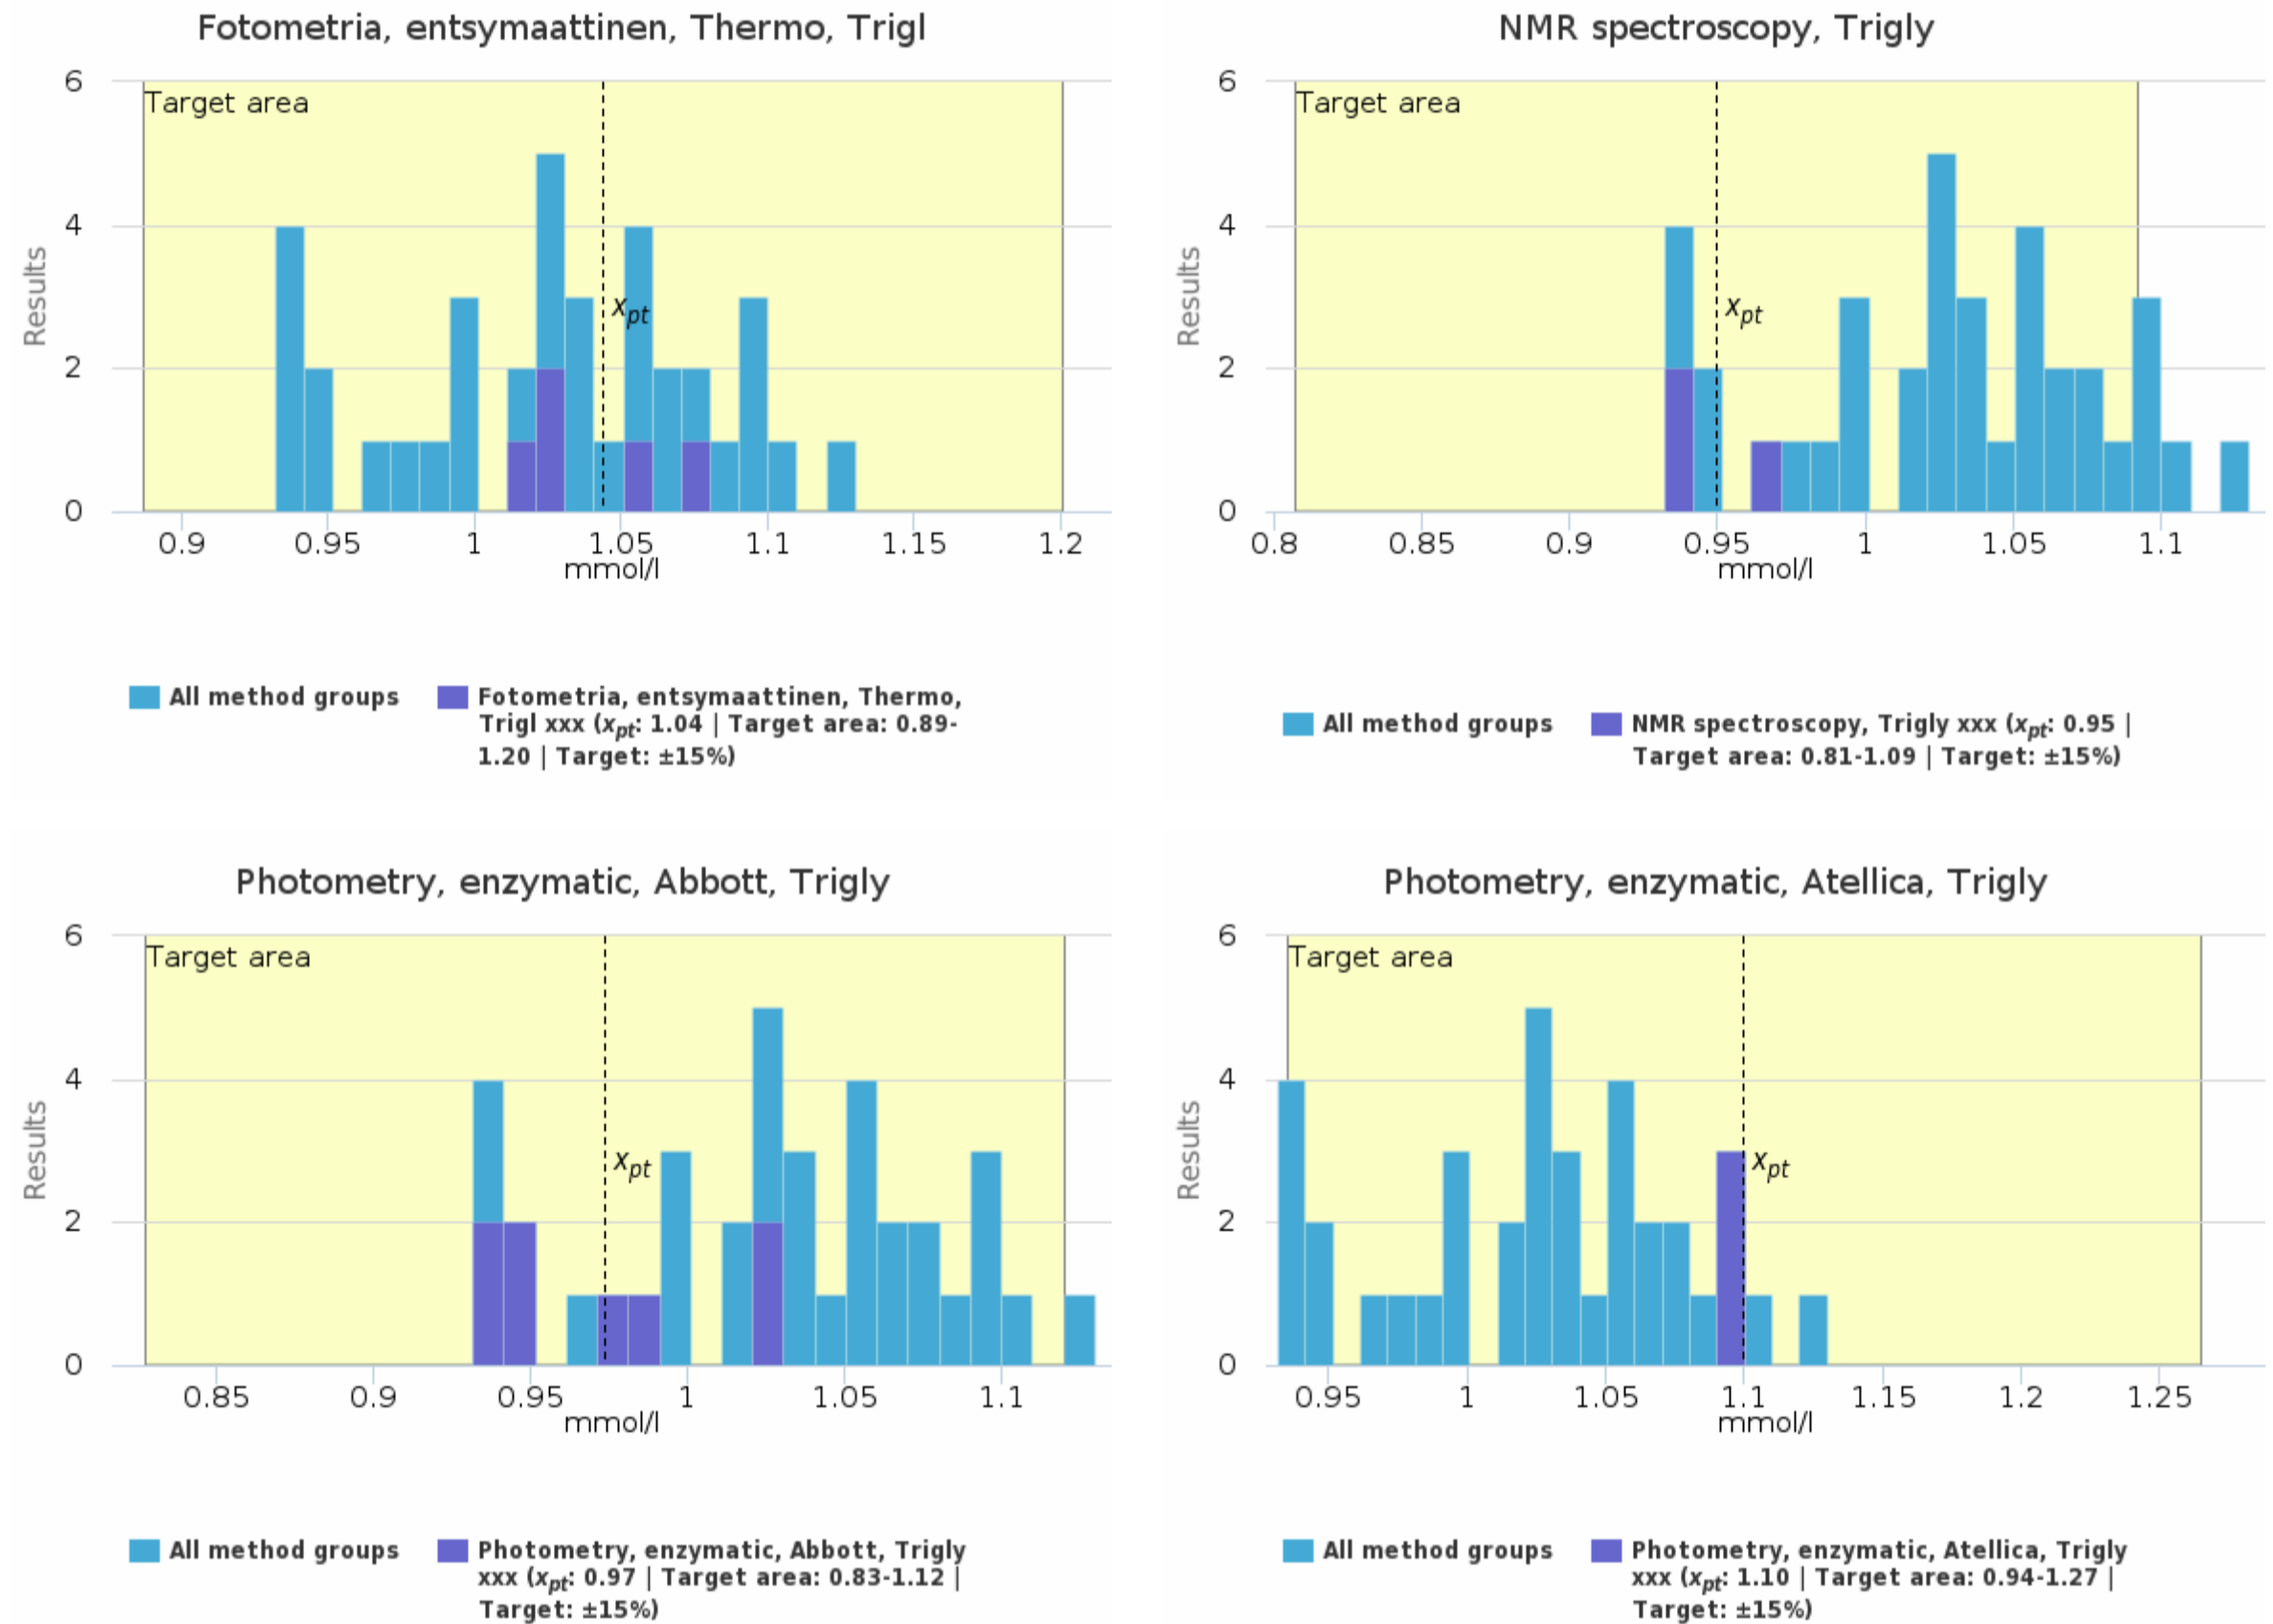 Fotometria, entsymaattinen, Thermo, Trigl
6
Target area
4
Results
x_pt
2
0
0.9 0.95 1 1.05 1.1 1.15 1.2
mmol/l
All method groups
Fotometria, entsymaattinen, Thermo,
Trigl xxx (x_pt: 1.04 | Target area: 0.89-
1.20 | Target: ±15%)
NMR spectroscopy, Trigly
6
Target area
4
Results
x_pt
2
0
0.8 0.85 0.9 0.95 1 1.05 1.1
mmol/l
All method groups
NMR spectroscopy, Trigly xxx (x_pt: 0.95 |
Target area: 0.81-1.09 | Target: ±15%)
Photometry, enzymatic, Abbott, Trigly
6
Target area
4
Results
x_pt
2
0
0.85 0.9 0.95 1 1.05 1.1
mmol/l
All method groups
Photometry, enzymatic, Abbott, Trigly
xxx (x_pt: 0.97 | Target area: 0.83-1.12 |
Target: ±15%)
Photometry, enzymatic, Atellica, Trigly
6
Target area
4
Results
x_pt
2
0
0.95 1 1.05 1.1 1.15 1.2 1.25
mmol/l
All method groups
Photometry, enzymatic, Atellica, Trigly
xxx (x_pt: 1.10 | Target area: 0.94-1.27 |
Target: ±15%)